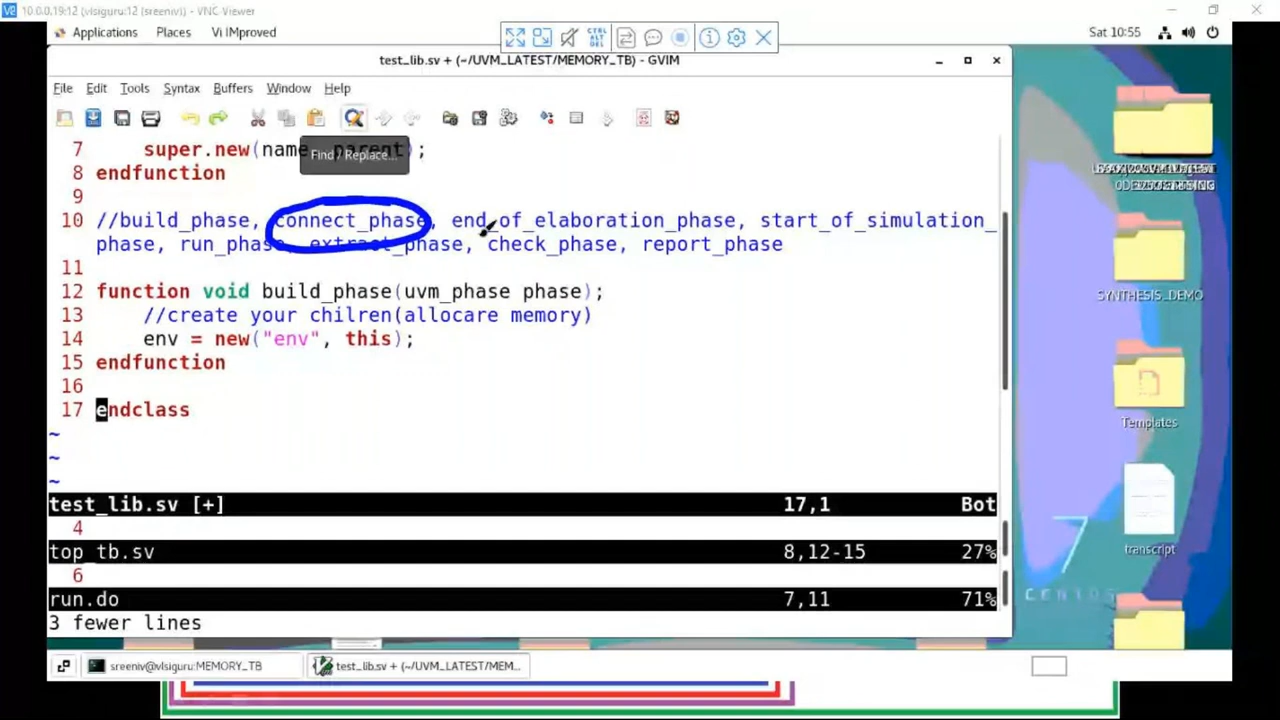 10.0.0.19:12 (vlsiguru:12 (sreeniv)) - VNC-Viewer
Applications Places Vi IMproved
CTRL ALT DEL
Sat 10:55
test_lib.sv + (~/UVM_LATEST/MEMORY_TB) - GVIM
File Edit Tools Syntax Buffers Window Help
7 super.new(name, parent);
Find / Replace...
8 endfunction
9
10 //build_phase, connect_phase, end_of_elaboration_phase, start_of_simulation_
phase, run_phase, extract_phase, check_phase, report_phase
11
12 function void build_phase(uvm_phase phase);
13 //create your chilren(allocare memory)
14 env = new("env", this);
15 endfunction
16
17 endclass
~
~
~
test_lib.sv [+] 17,1 Bot
4
top_tb.sv 8,12-15 27%
6
run.do 7,11 71%
3 fewer lines
SYNTHESIS_DEMO
Templates
transcript
7
CENTOS
sreeniv@vlsiguru:MEMORY_TB
test_lib.sv + (~/UVM_LATEST/MEM...